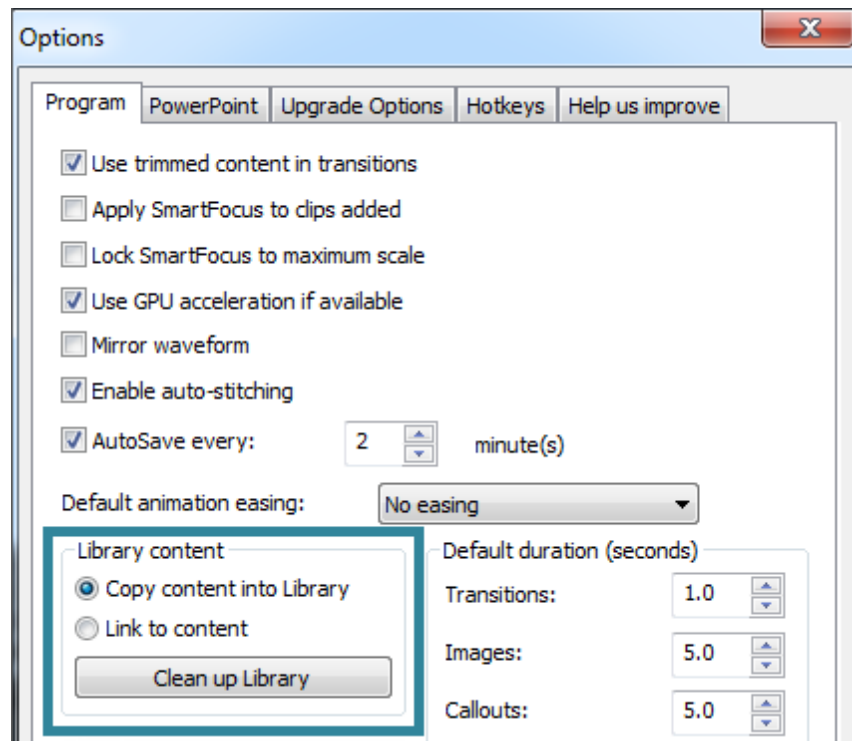 Options
Program PowerPoint Upgrade Options Hotkeys Help us improve
Use trimmed content in transitions
Apply SmartFocus to clips added
Lock SmartFocus to maximum scale
Use GPU acceleration if available
Mirror waveform
Enable auto-stitching
AutoSave every: 2 minute(s)
Default animation easing: No easing
Library content
Copy content into Library
Link to content
Clean up Library
Default duration (seconds)
Transitions: 1.0
Images: 5.0
Callouts: 5.0